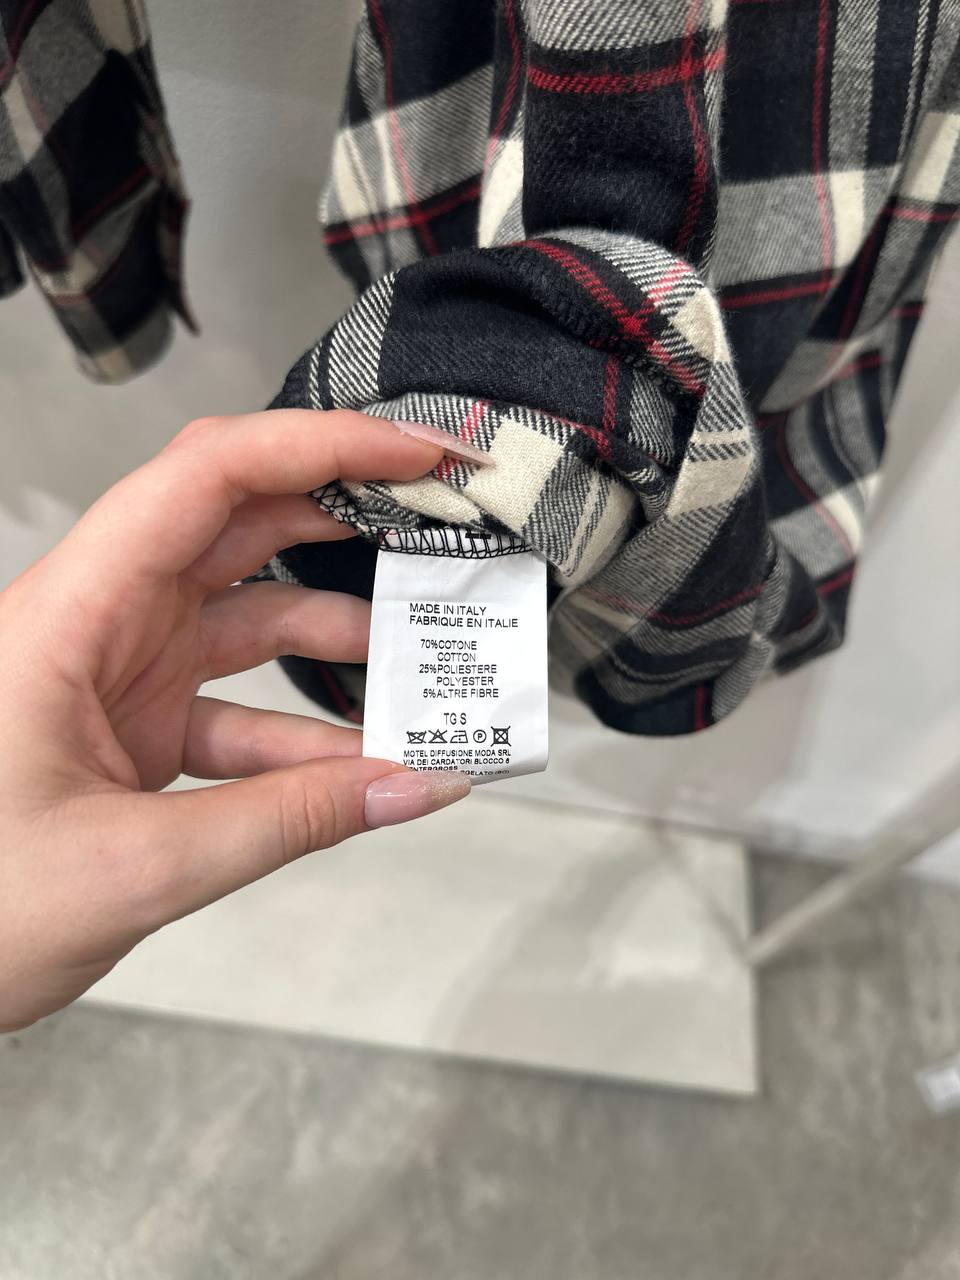 MADE IN ITALY
FABRIQUE EN ITALIE
70%COTONE
COTTON
25%POLIESTERE
POLYESTER
5%ALTRE FIBRE
TG S
P
MOTEL DIFFUSIONE MODA SRL
VIA DEI CARDATORI BLOCCO 6